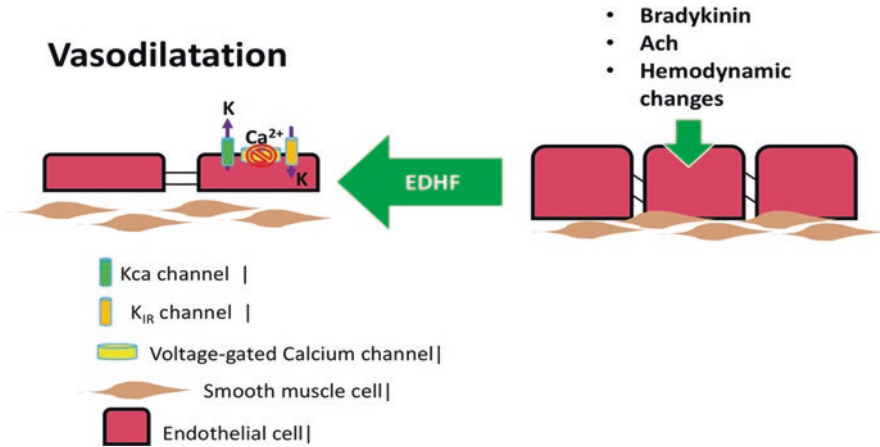 • Bradykinin
• Ach
• Hemodynamic
changes
Vasodilatation
K
Ca²⁺
K
EDHF
Kca channel |
K_IR channel |
Voltage-gated Calcium channel|
Smooth muscle cell|
Endothelial cell|